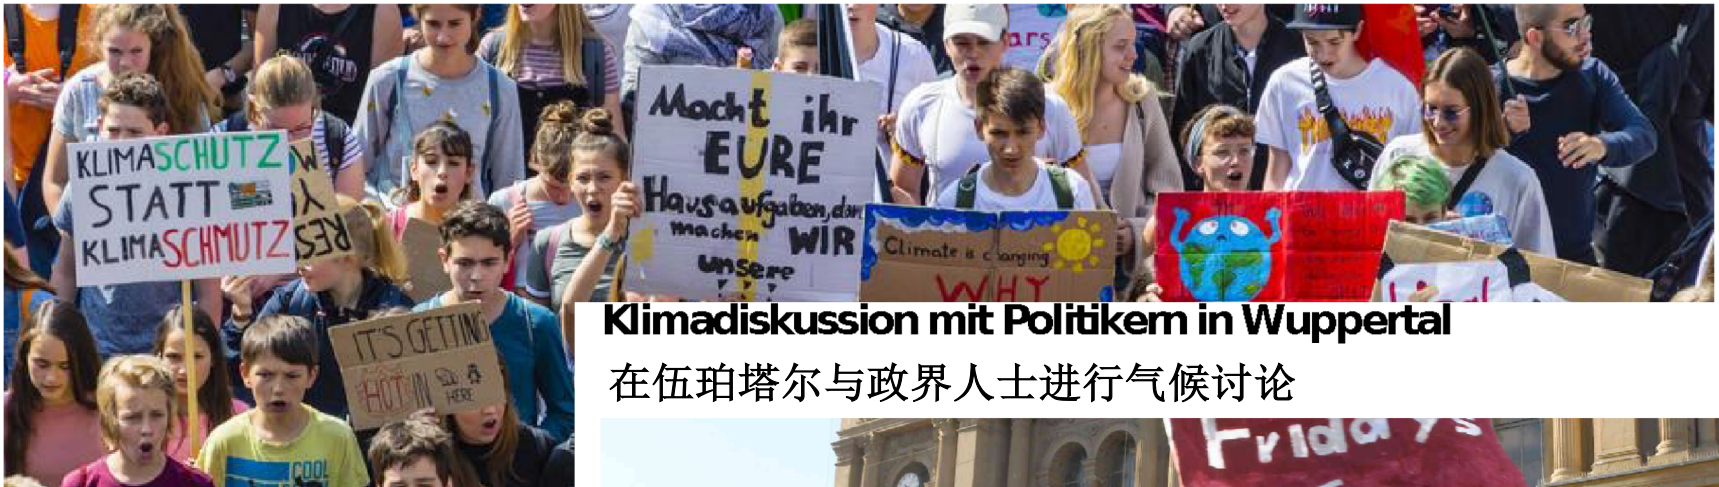 KLIMASCHUTZ
STATT
KLIMASCHMUTZ
Macht ihr
EURE
Hausaufgaben, dann
machen WIR
unsere
Climate is changing
WHY
IT'S GETTING
HOT IN HERE
COOL
Klimadiskussion mit Politikern in Wuppertal
在伍珀塔尔与政界人士进行气候讨论
Fridays